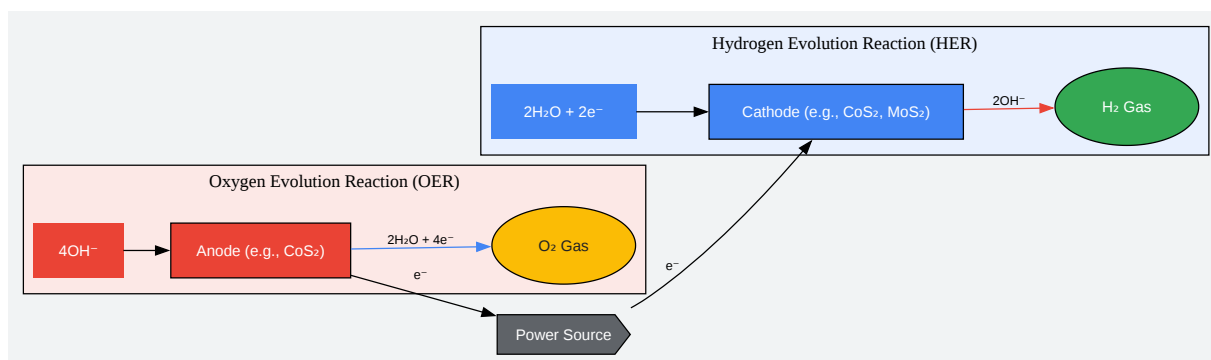 Hydrogen Evolution Reaction (HER)
2H₂O + 2e⁻
Cathode (e.g., CoS₂, MoS₂)
2OH⁻
H₂ Gas
Oxygen Evolution Reaction (OER)
4OH⁻
Anode (e.g., CoS₂)
2H₂O + 4e⁻
O₂ Gas
e⁻
e⁻
Power Source